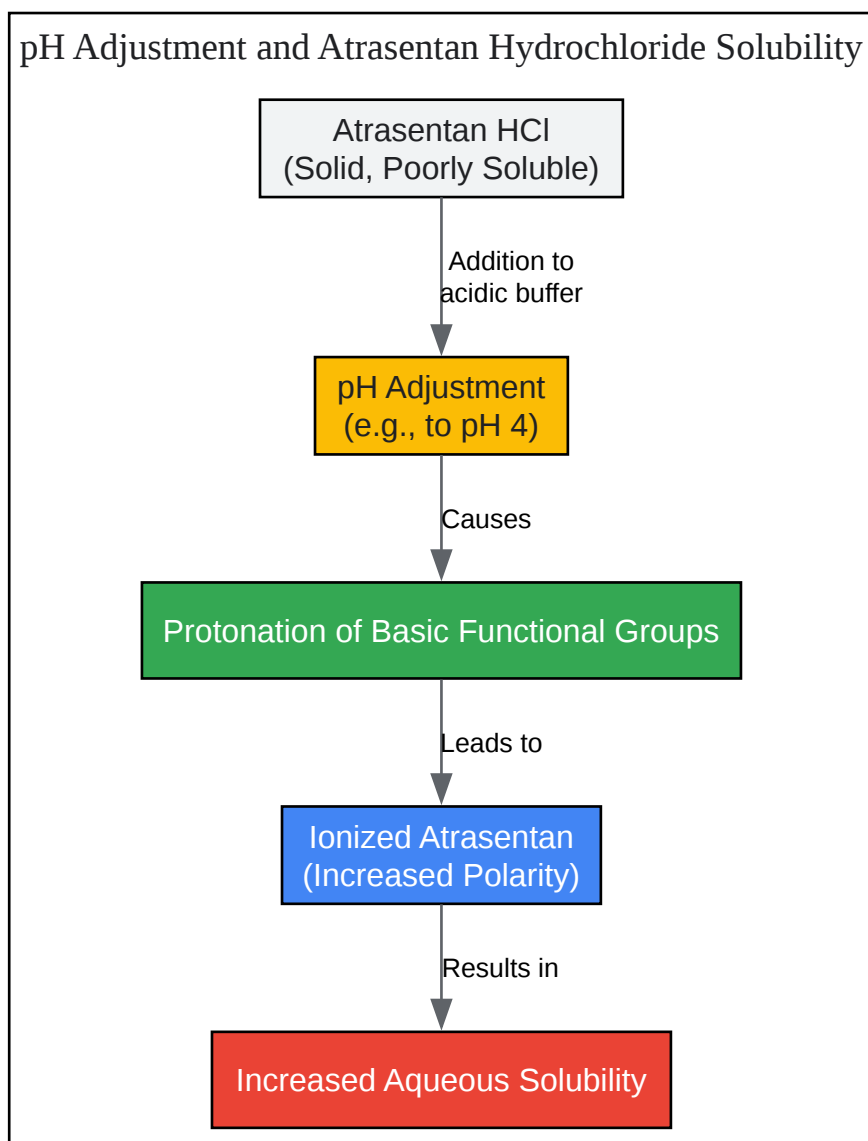 pH Adjustment and Atrasentan Hydrochloride Solubility
Atrasentan HCl
(Solid, Poorly Soluble)
Addition to
acidic buffer
pH Adjustment
(e.g., to pH 4)
Causes
Protonation of Basic Functional Groups
Leads to
Ionized Atrasentan
(Increased Polarity)
Results in
Increased Aqueous Solubility